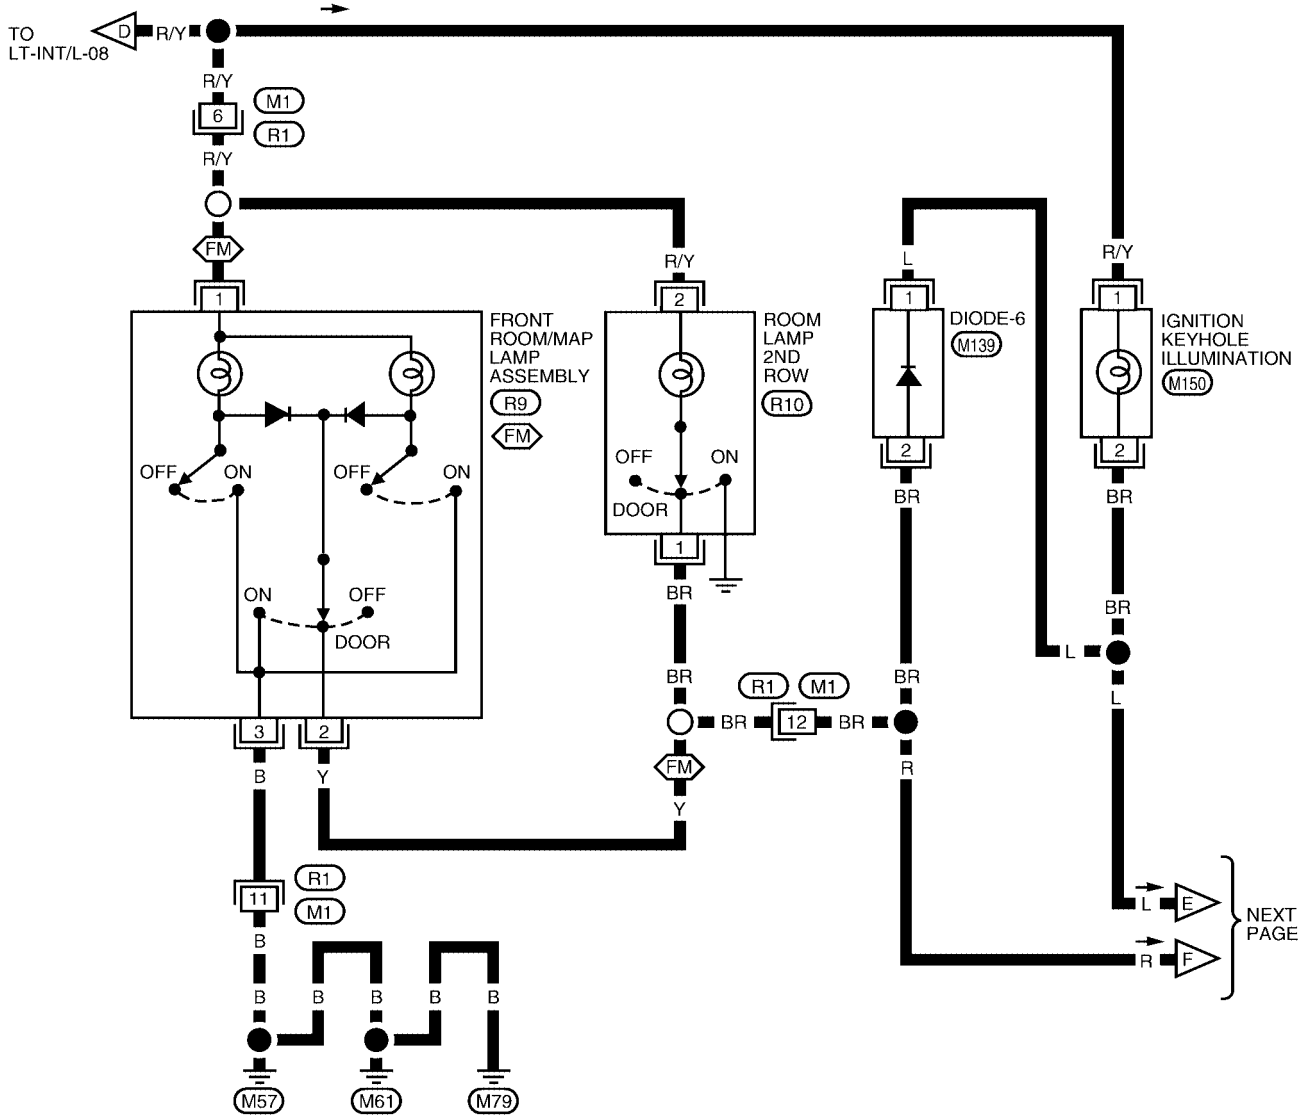 TO
LT-INT/L-08
D
R/Y
R/Y
6
M1
R1
R/Y
FM
R/Y
L
R/Y
1
2
1
1
FRONT
ROOM/MAP
LAMP
ASSEMBLY
R9
FM
ROOM
LAMP
2ND
ROW
R10
DIODE-6
M139
IGNITION
KEYHOLE
ILLUMINATION
M150
OFF
ON
OFF
ON
OFF
ON
DOOR
2
2
BR
BR
1
ON
OFF
DOOR
BR
BR
L
BR
BR
R1
M1
L
3
2
BR
12
BR
B
Y
FM
R
Y
11
R1
M1
L
E
NEXT
PAGE
B
R
F
B
B
B
B
B
M57
M61
M79